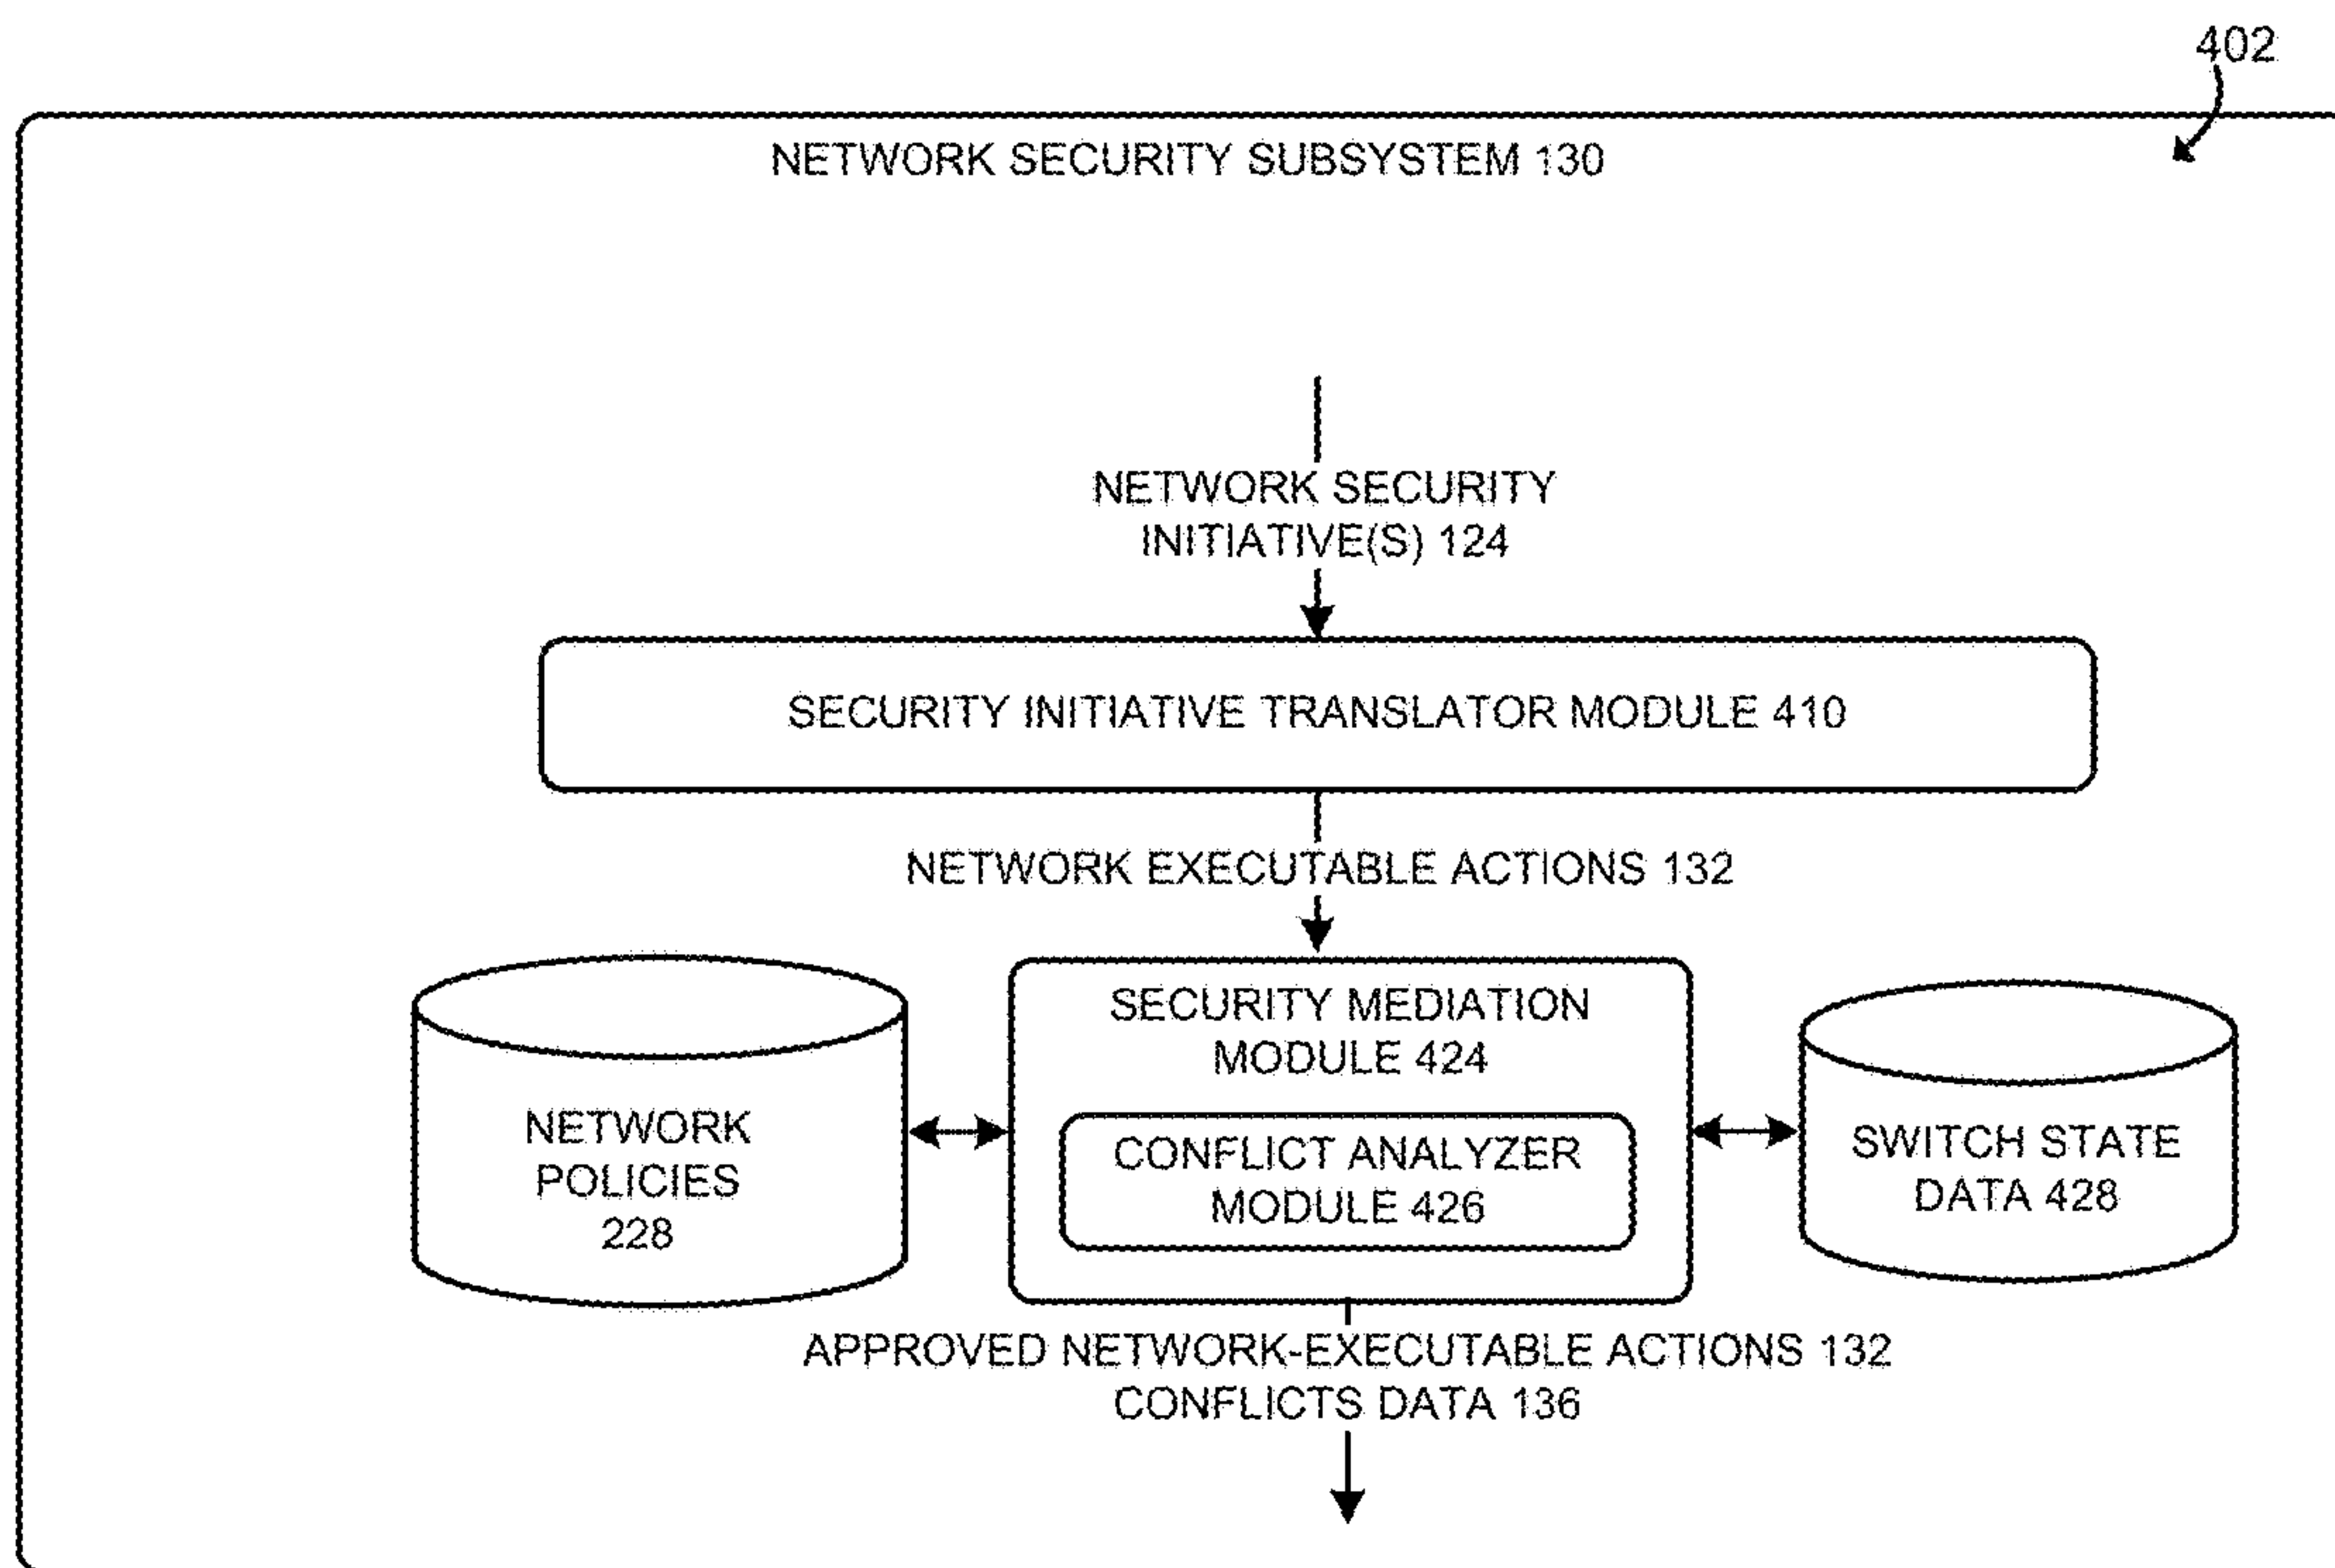 402
NETWORK SECURITY SUBSYSTEM 130
NETWORK SECURITY
INITIATIVE(S) 124
SECURITY INITIATIVE TRANSLATOR MODULE 410
NETWORK EXECUTABLE ACTIONS 132
NETWORK
POLICIES
228
SECURITY MEDIATION
MODULE 424
CONFLICT ANALYZER
MODULE 426
SWITCH STATE
DATA 428
APPROVED NETWORK-EXECUTABLE ACTIONS 132
CONFLICTS DATA 136